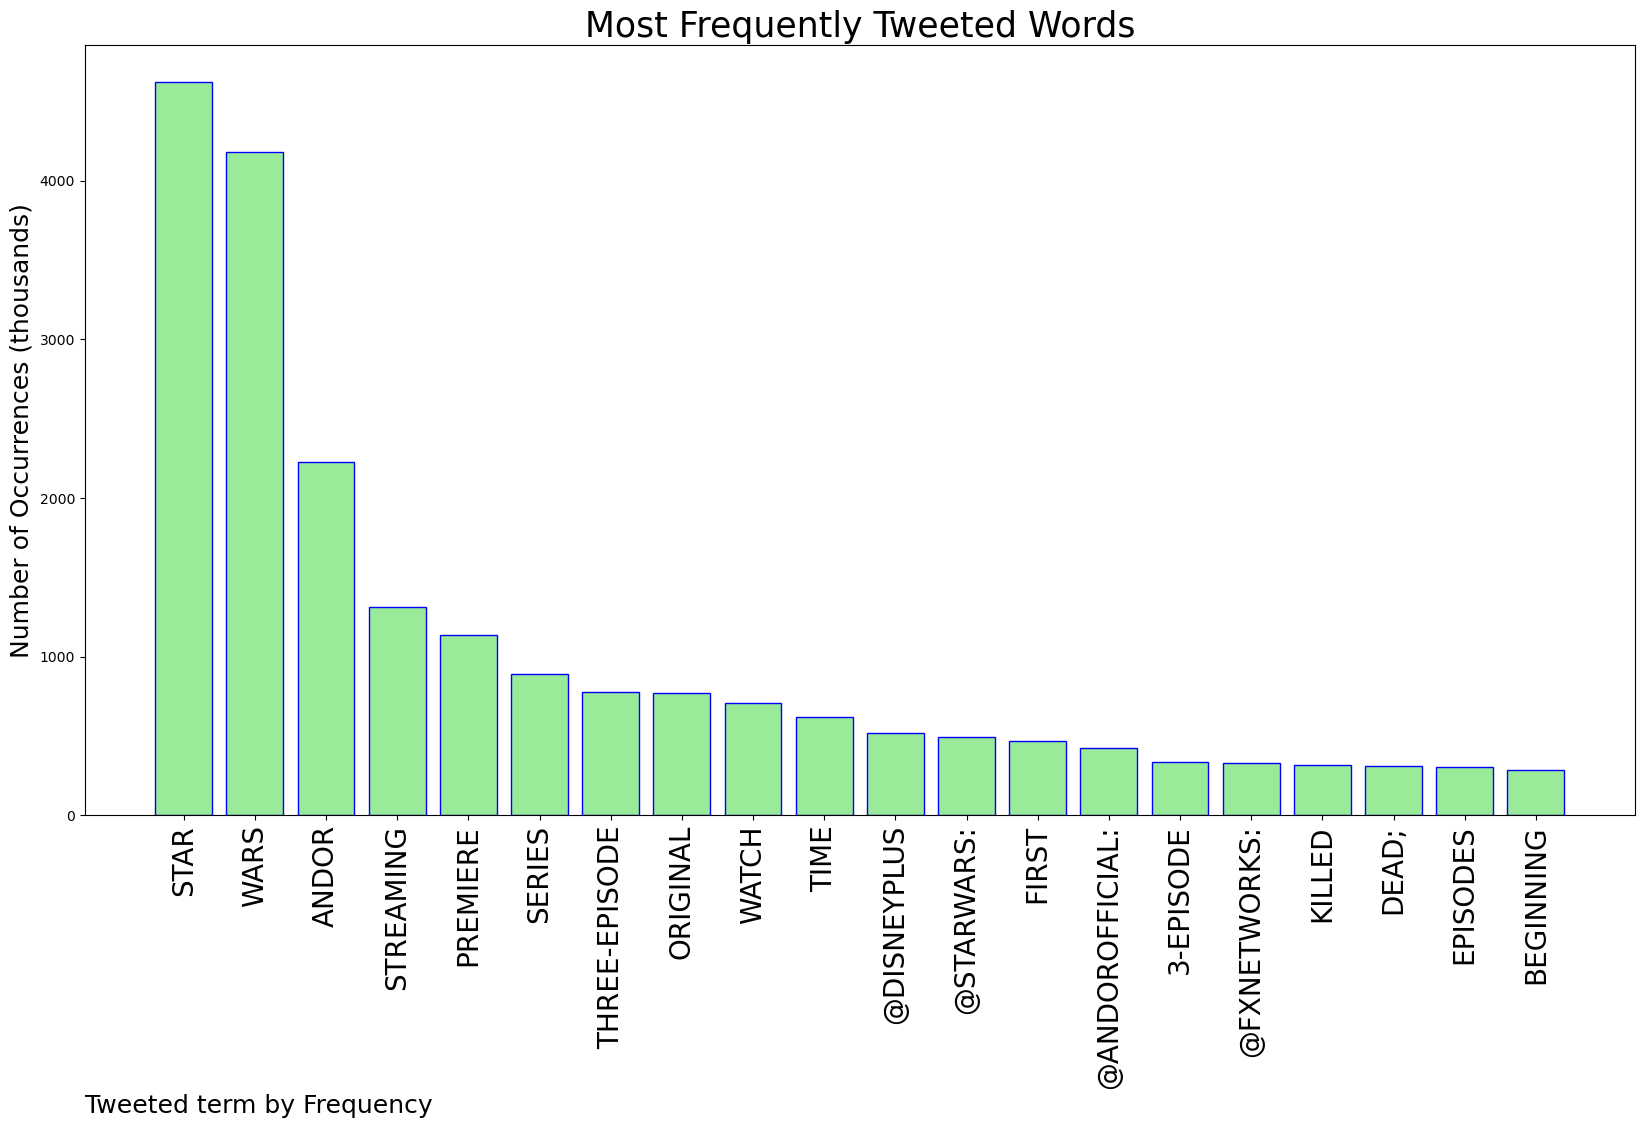 Most Frequently Tweeted Words
Number of Occurrences (thousands)
4000
3000
2000
1000
0
STAR
WARS
ANDOR
STREAMING
PREMIERE
SERIES
THREE-EPISODE
ORIGINAL
WATCH
TIME
@DISNEYPLUS
@STARWARS:
FIRST
@ANDOROFFICIAL:
3-EPISODE
@FXNETWORKS:
KILLED
DEAD;
EPISODES
BEGINNING
Tweeted term by Frequency